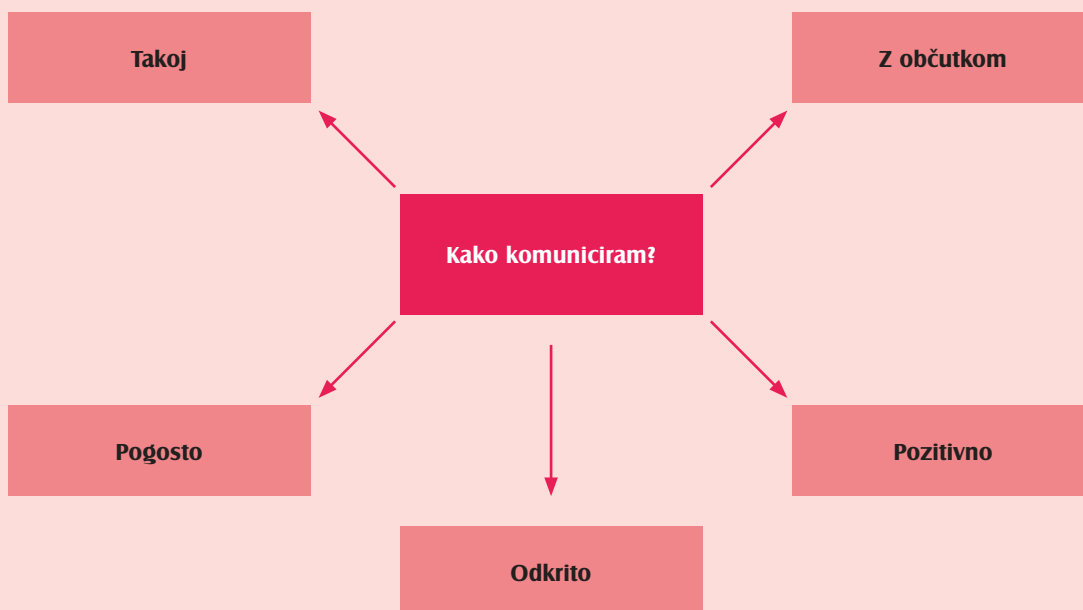 Takoj
Z občutkom
Kako komuniciram?
Pogosto
Pozitivno
Odkrito